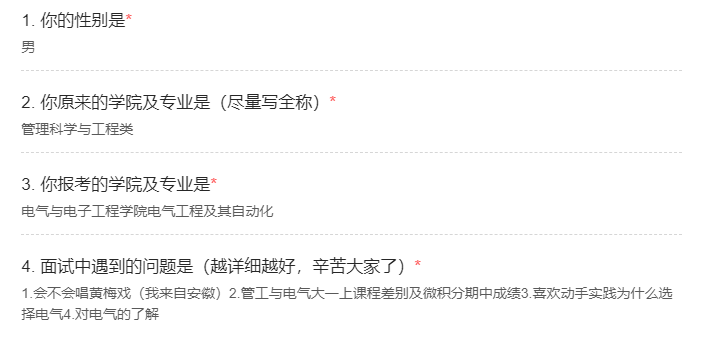 1. 你的性别是*
男
2. 你原来的学院及专业是（尽量写全称）*
管理科学与工程类
3. 你报考的学院及专业是*
电气与电子工程学院电气工程及其自动化
4. 面试中遇到的问题是（越详细越好，辛苦大家了）*
1.会不会唱黄梅戏（我来自安徽）2.管工与电气大一上课程差别及微积分期中成绩3.喜欢动手实践为什么选
择电气4.对电气的了解